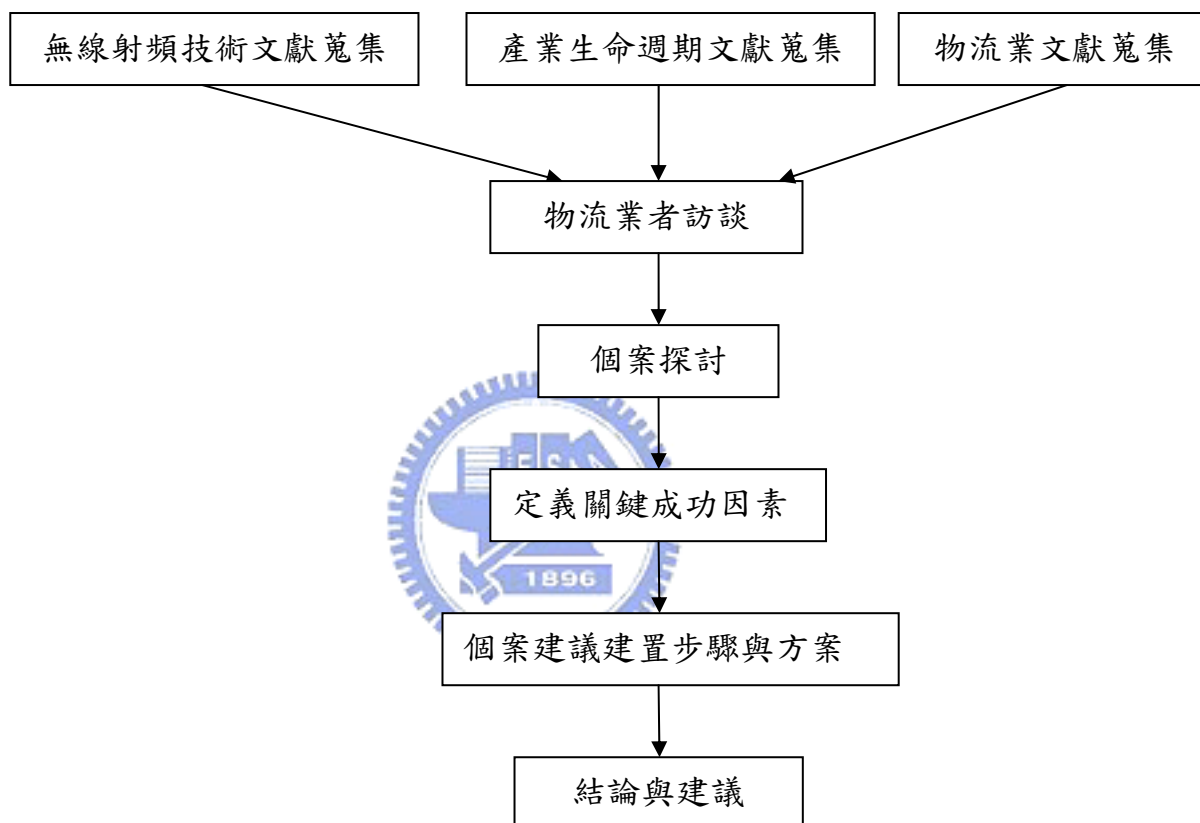 無線射頻技術文獻蒐集
產業生命週期文獻蒐集
物流業文獻蒐集
物流業者訪談
個案探討
定義關鍵成功因素
1896
個案建議建置步驟與方案
結論與建議